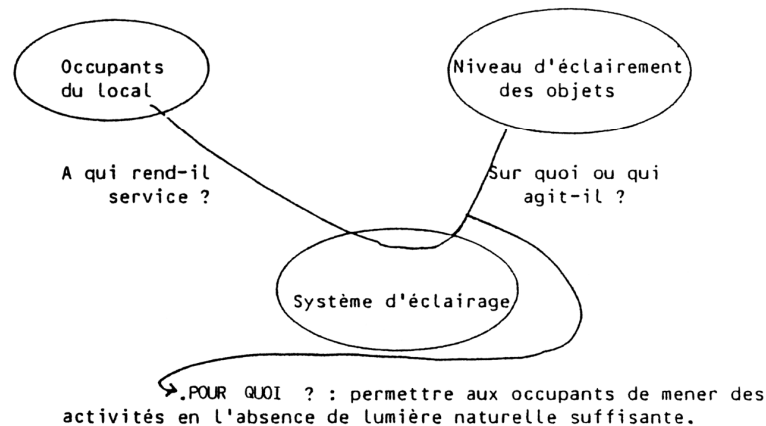 Occupants
du local
Niveau d'éclairement
des objets
A qui rend-il
service ?
Sur quoi ou qui
agit-il ?
Système d'éclairage
.POUR QUOI ? : permettre aux occupants de mener des
activités en l'absence de lumière naturelle suffisante.